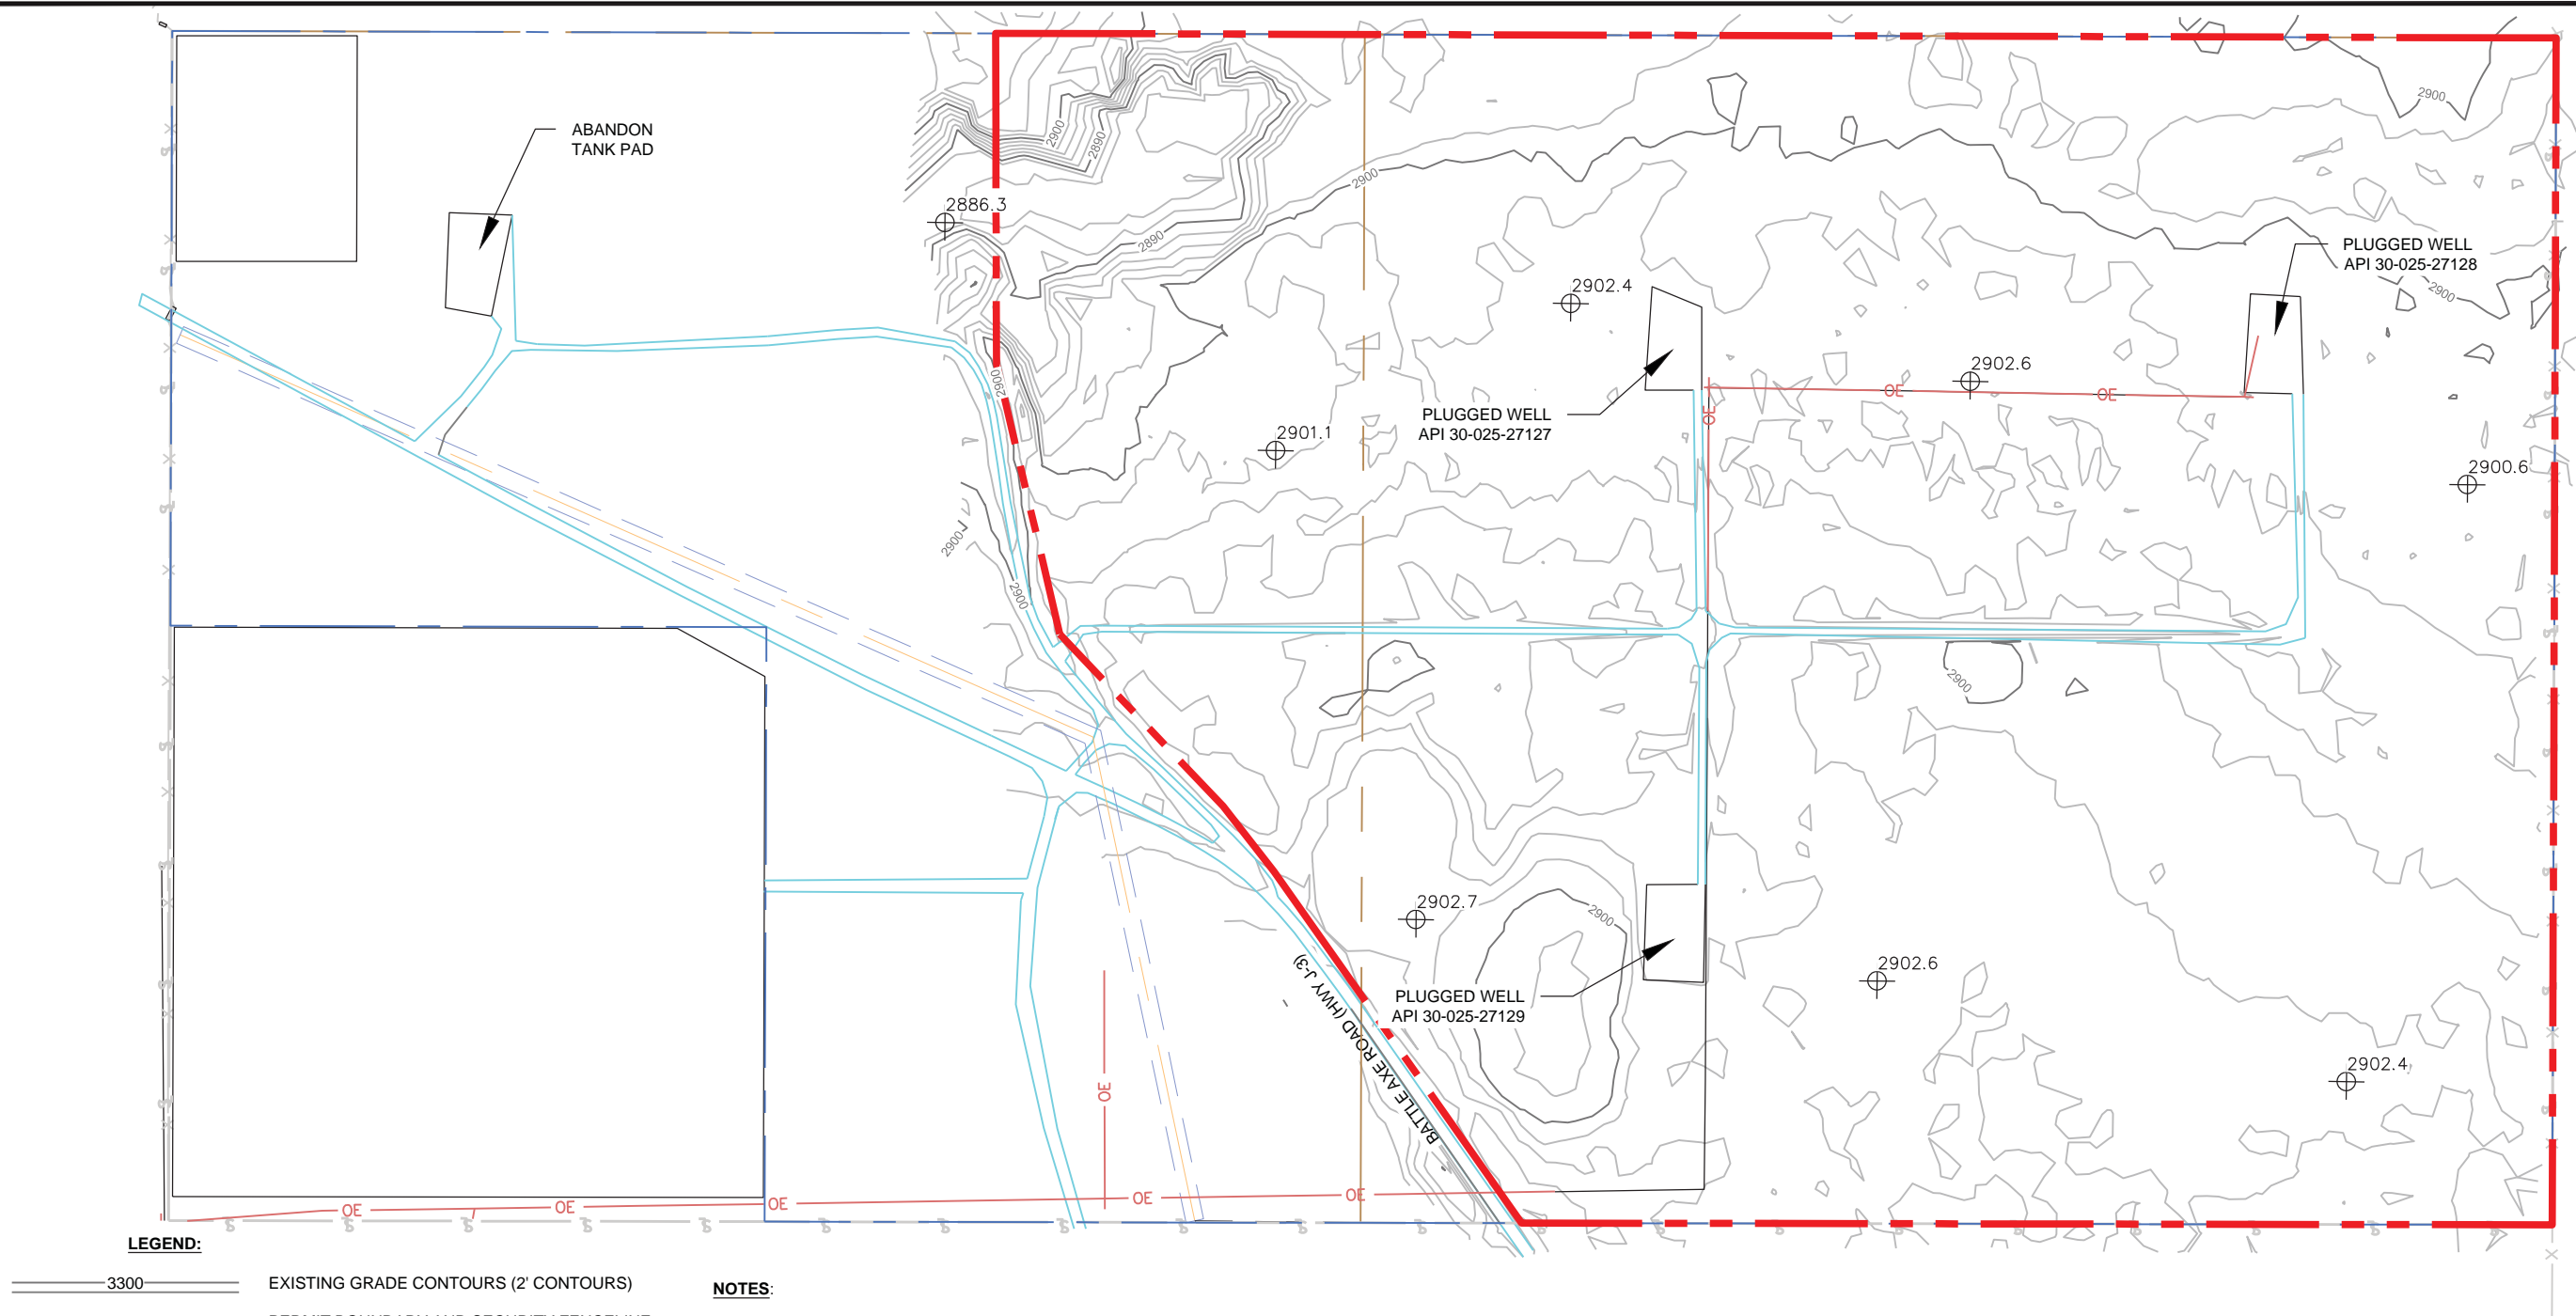 ABANDON
TANK PAD
2900
2890
2900
2900
2886.3
2890
2902.4
PLUGGED WELL
API 30-025-27128
2900
2902.6
OE
OE
OE
2900
PLUGGED WELL
API 30-025-27127
2901.1
2900.6
2900
2900
2900
2902.7
2900
2902.6
PLUGGED WELL
API 30-025-27129
BATTLE AXE ROAD (HWY J-3)
2902.4
OE
OE
OE
OE
OE
OE
LEGEND:
3300
EXISTING GRADE CONTOURS (2' CONTOURS)
NOTES: